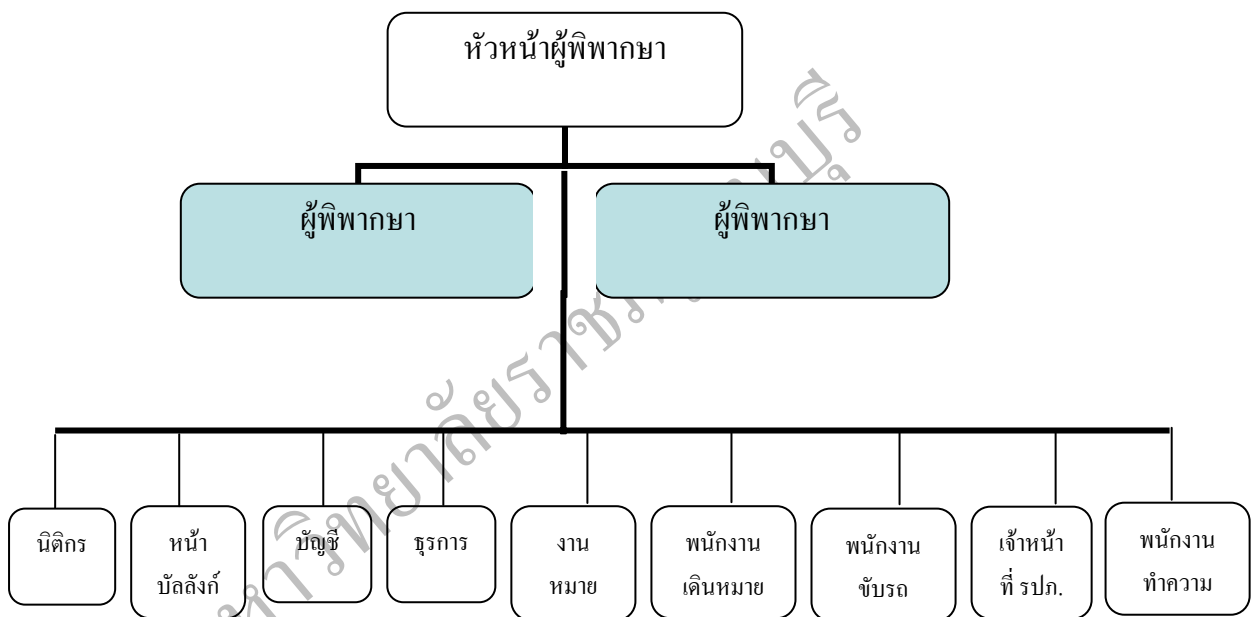 หัวหน้าผู้พิพากษา
ผู้พิพากษา
ผู้พิพากษา
นิติกร
หน้า
บัลลังก์
บัญชี
ธุรการ
งาน
หมาย
พนักงาน
เดินหมาย
พนักงาน
ขับรถ
เจ้าหน้า
ที่ รปภ.
พนักงาน
ทำความ